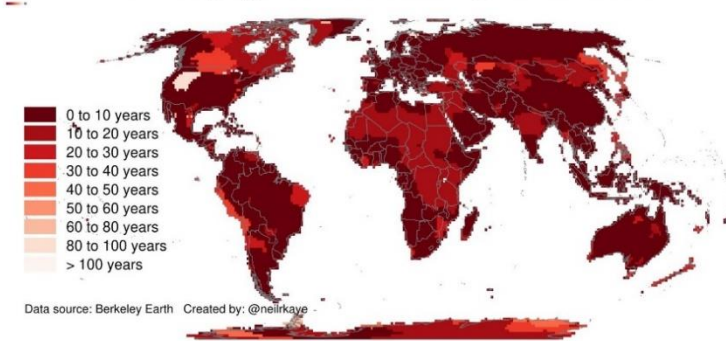 0 to 10 years
10 to 20 years
20 to 30 years
30 to 40 years
40 to 50 years
50 to 60 years
60 to 80 years
80 to 100 years
> 100 years
Data source: Berkeley Earth Created by: @neilrkaye